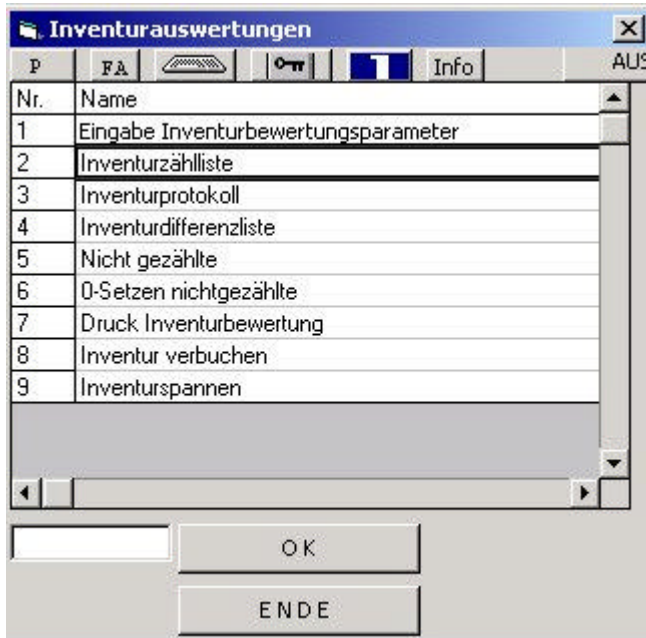 Inventurauswertungen
P FA 1 Info AUS
Nr. Name
1 Eingabe Inventurbewertungsparameter
2 Inventurzählliste
3 Inventurprotokoll
4 Inventurdifferenzliste
5 Nicht gezählte
6 0-Setzen nichtgezählte
7 Druck Inventurbewertung
8 Inventur verbuchen
9 Inventurspannen
OK
ENDE